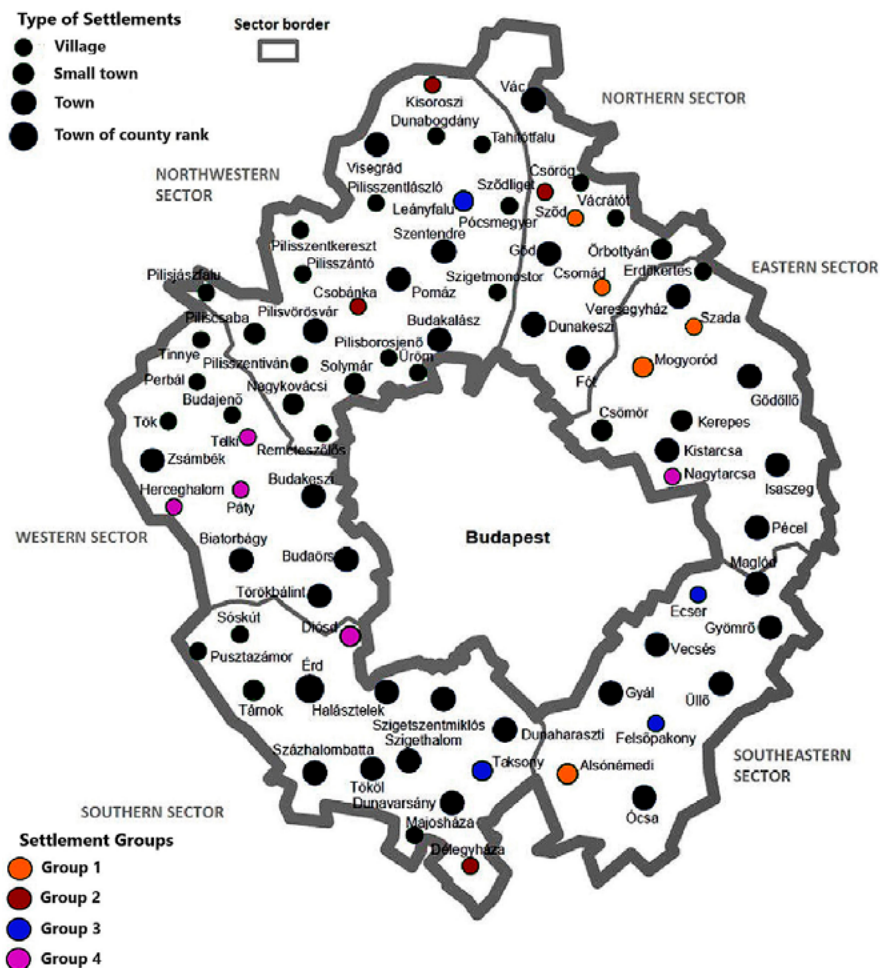 Type of Settlements
Village
Small town
Town
Town of county rank
Sector border
NORTHERN SECTOR
NORTHWESTERN
SECTOR
EASTERN SECTOR
WESTERN SECTOR
SOUTHERN SECTOR
SOUTHEASTERN
SECTOR
Vác
Kisoroszi
Dunabogdány
Tahitótfalu
Visegrád
Csörög
Sződliget
Vácrátót
Pilisszentlászló
Leányfalu
Pócsmegyer
Sződ
Szentendre
Göd
Őrbottyán
Pilisszentkereszt
Csomád
Erdőkertes
Pilisszántó
Szigetmonostor
Pilisjászfalu
Csobánka
Pomáz
Veresegyház
Szada
Piliscsaba
Pilisvörösvár
Budakalász
Dunakeszi
Tinnye
Pilisborosjenő
Üröm
Mogyoród
Pilisszentiván
Solymár
Fót
Gödöllő
Perbál
Nagykovácsi
Budajenő
Tök
Csömör
Kerepes
Telki
Remeteszőlős
Kistarcsa
Zsámbék
Budakeszi
Nagytarcsa
Isaszeg
Herceghalom
Páty
Pécel
Biatorbágy
Budaörs
Budapest
Maglód
Törökbálint
Ecser
Sóskút
Diósd
Gyömrő
Pusztazámor
Vecsés
Érd
Tárnok
Halásztelek
Gyál
Üllő
Szigetszentmiklós
Dunaharaszti
Felsőpakony
Százhalombatta
Szigethalom
Taksony
Alsónémedi
Tököl
Dunavarsány
Ócsa
Majosháza
Délegyháza
Settlement Groups
Group 1
Group 2
Group 3
Group 4